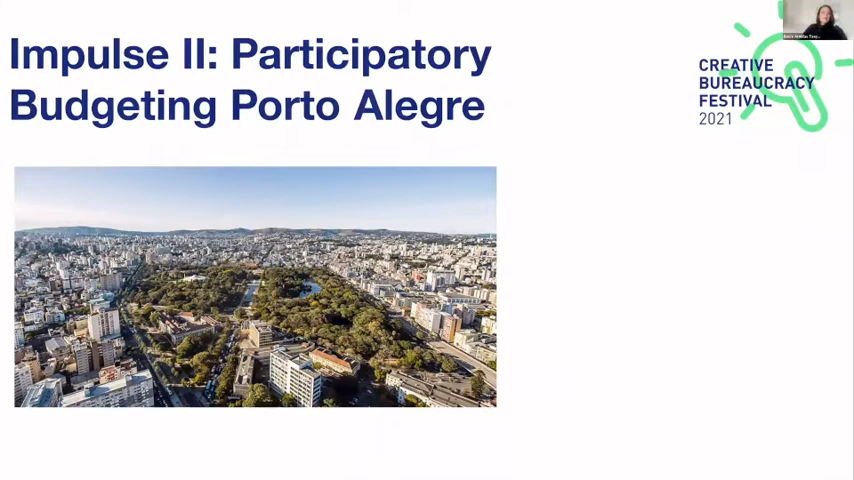 Impulse II: Participatory
Budgeting Porto Alegre
CREATIVE
BUREAUCRACY
FESTIVAL
2021